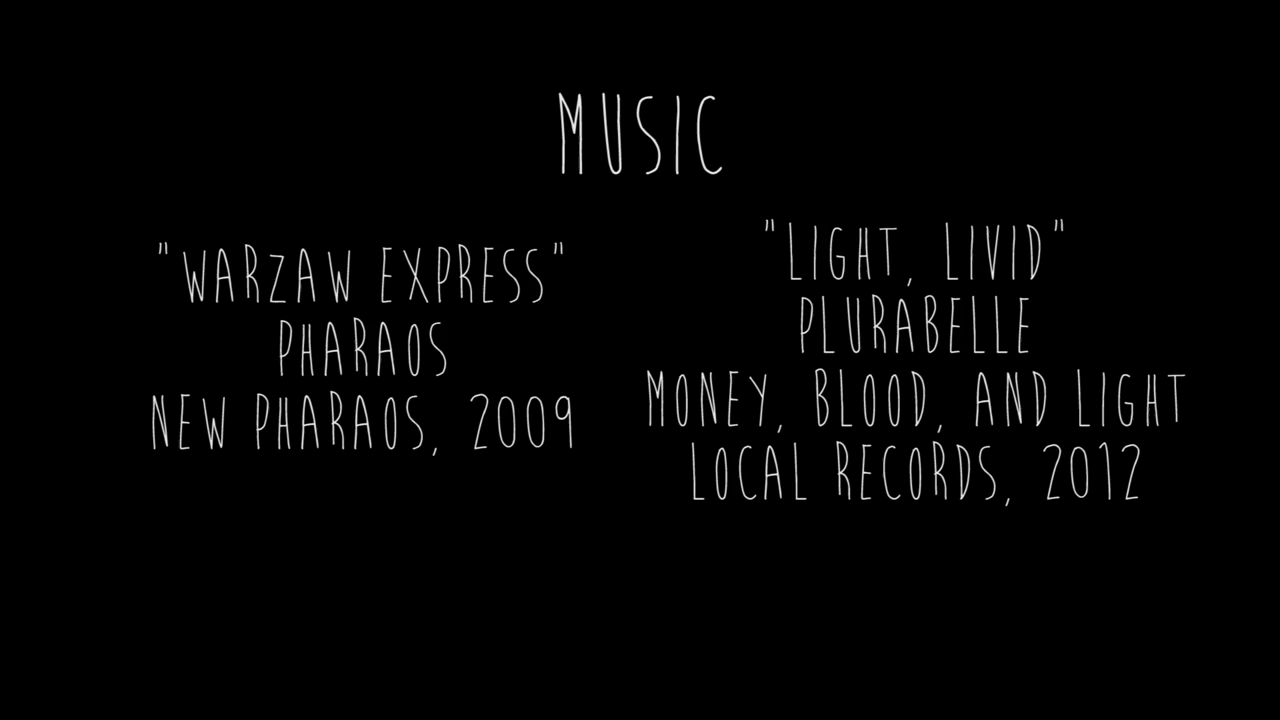 MUSIC
"WARZAW EXPRESS"
PHARAOS
NEW PHARAOS, 2009
"LIGHT, LIVID"
PLURABELLE
MONEY, BLOOD, AND LIGHT
LOCAL RECORDS, 2012